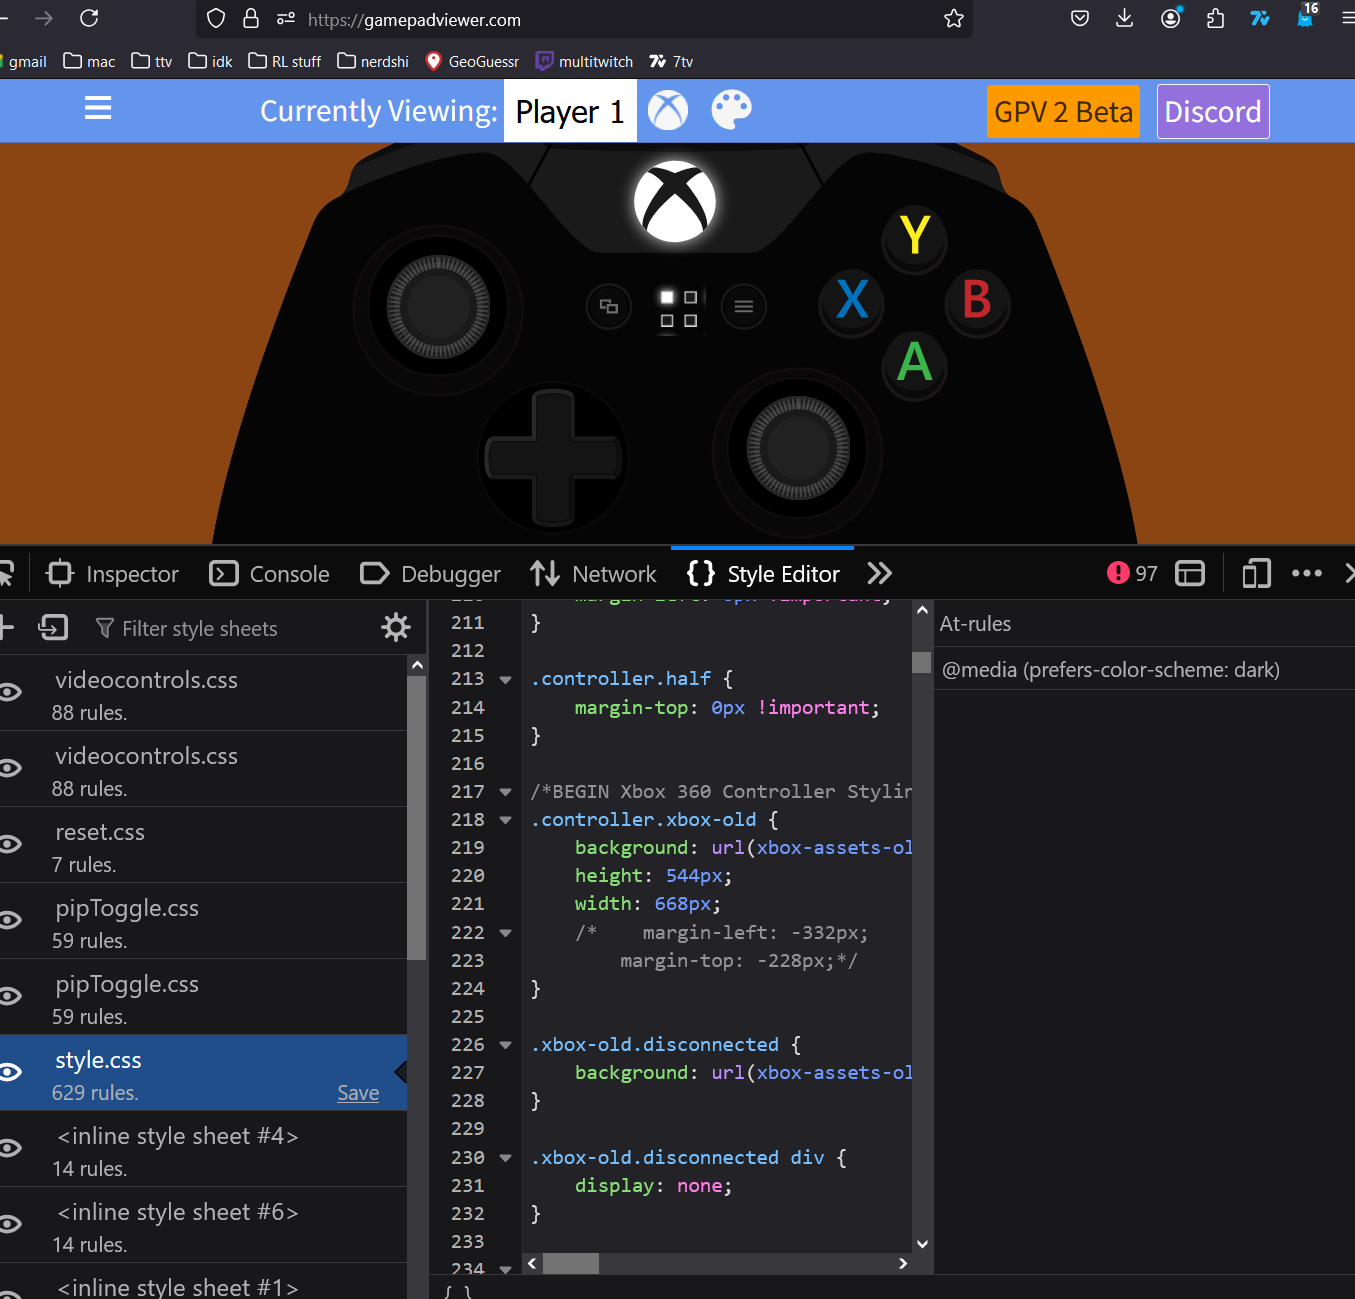 https://gamepadviewer.com
16
gmail mac ttv idk RL stuff nerdshi GeoGuessr multitwitch 7tv
Currently Viewing: Player 1 GPV 2 Beta Discord
Y
X B
A
Inspector Console Debugger Network { } Style Editor 97
Filter style sheets
videocontrols.css
88 rules.
videocontrols.css
88 rules.
reset.css
7 rules.
pipToggle.css
59 rules.
pipToggle.css
59 rules.
style.css
629 rules. Save
<inline style sheet #4>
14 rules.
<inline style sheet #6>
14 rules.
<inline style sheet #1>
211 }
212
213 .controller.half {
214 margin-top: 0px !important;
215 }
216
217 /*BEGIN Xbox 360 Controller Stylin
218 .controller.xbox-old {
219 background: url(xbox-assets-ol
220 height: 544px;
221 width: 668px;
222 /* margin-left: -332px;
223 margin-top: -228px;*/
224 }
225
226 .xbox-old.disconnected {
227 background: url(xbox-assets-ol
228 }
229
230 .xbox-old.disconnected div {
231 display: none;
232 }
233
234
{ }
At-rules
@media (prefers-color-scheme: dark)